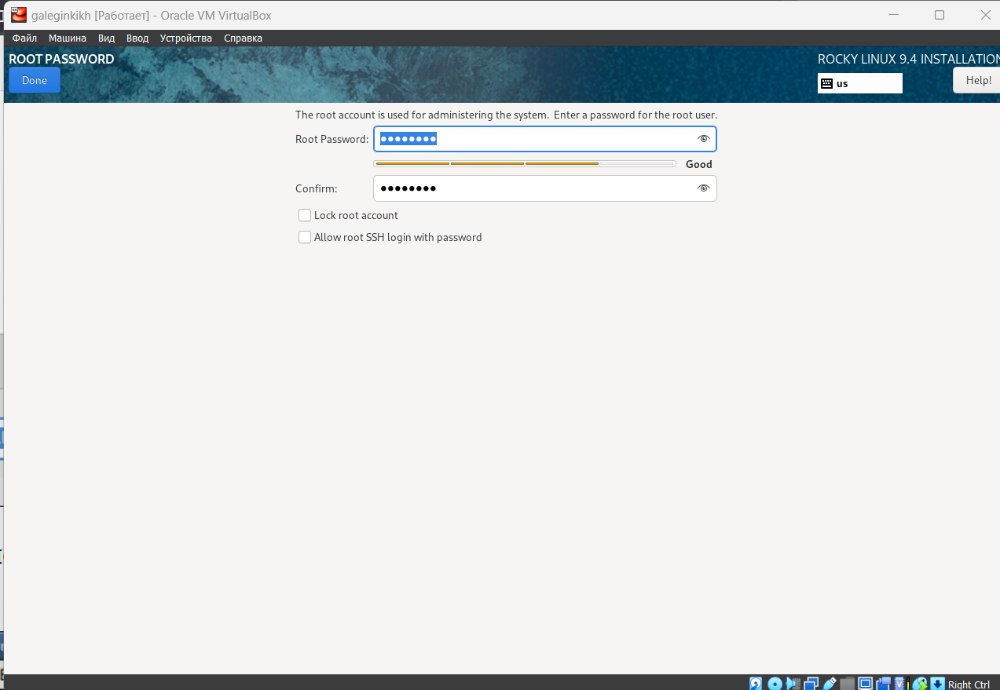 galeginkikh [Работает] - Oracle VM VirtualBox
Файл Машина Вид Ввод Устройства Справка
ROOT PASSWORD
ROCKY LINUX 9.4 INSTALLATION
Done
us
Help!
The root account is used for administering the system. Enter a password for the root user.
Root Password: ●●●●●●●●
Good
Confirm: ●●●●●●●●
Lock root account
Allow root SSH login with password
Right Ctrl